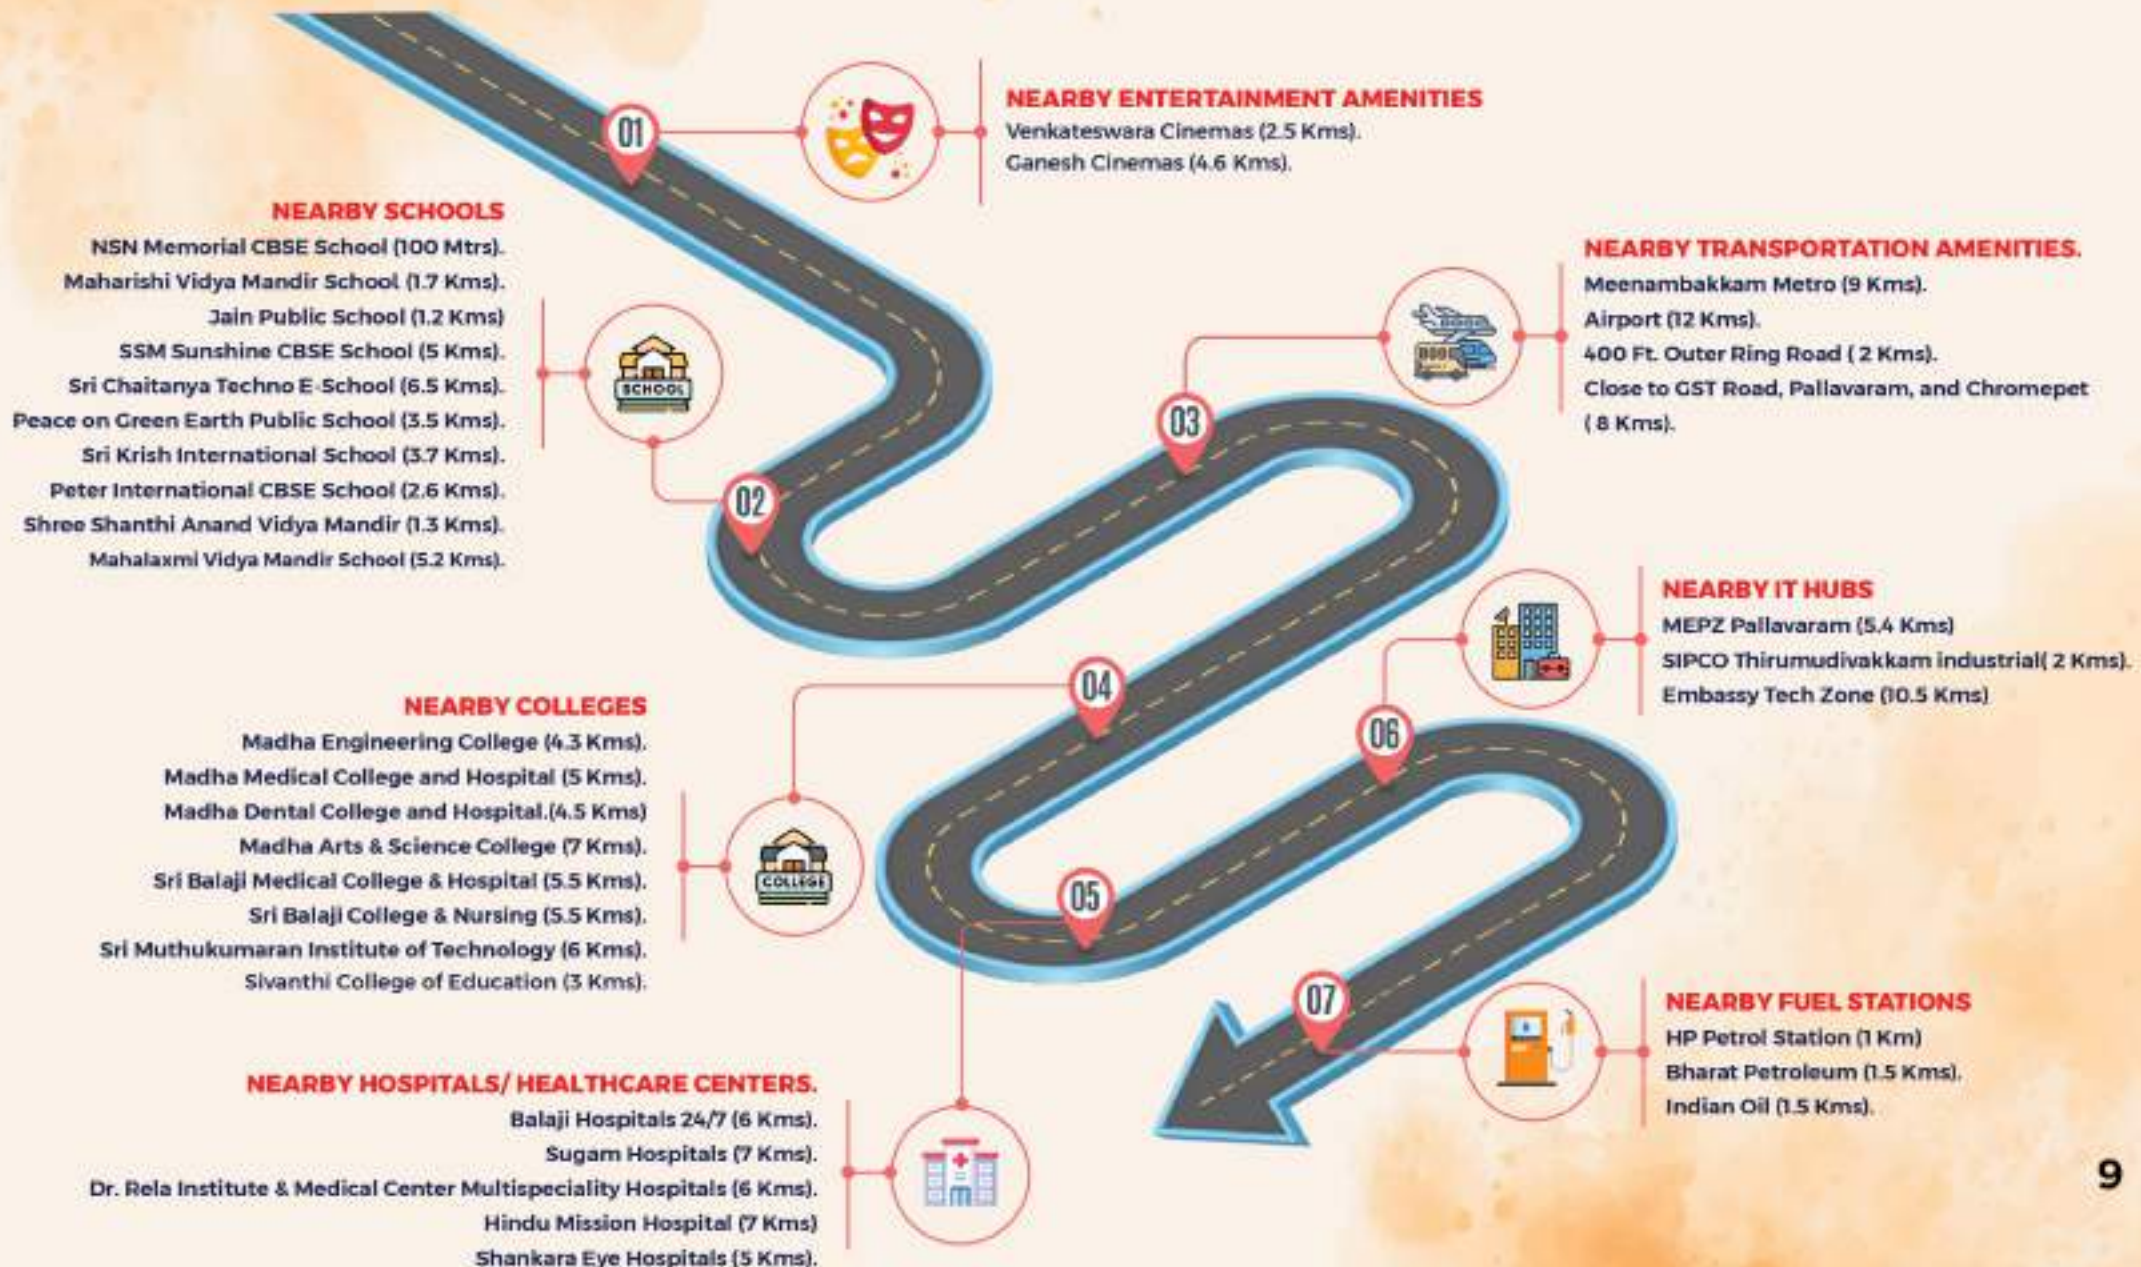 01
NEARBY ENTERTAINMENT AMENITIES
Venkateswara Cinemas (2.5 Kms).
Ganesh Cinemas (4.6 Kms).
NEARBY SCHOOLS
NSN Memorial CBSE School (100 Mtrs).
Maharishi Vidya Mandir School (1.7 Kms).
Jain Public School (1.2 Kms)
SSM Sunshine CBSE School (5 Kms).
Sri Chaitanya Techno E-School (6.5 Kms).
Peace on Green Earth Public School (3.5 Kms).
Sri Krish International School (3.7 Kms).
Peter International CBSE School (2.6 Kms).
Shree Shanthi Anand Vidya Mandir (1.3 Kms).
Mahalaxmi Vidya Mandir School (5.2 Kms).
SCHOOL
02
03
NEARBY TRANSPORTATION AMENITIES.
Meenambakkam Metro (9 Kms).
Airport (12 Kms).
400 Ft. Outer Ring Road ( 2 Kms).
Close to GST Road, Pallavaram, and Chromepet
( 8 Kms).
04
NEARBY COLLEGES
Madha Engineering College (4.3 Kms).
Madha Medical College and Hospital (5 Kms).
Madha Dental College and Hospital.(4.5 Kms)
Madha Arts & Science College (7 Kms).
Sri Balaji Medical College & Hospital (5.5 Kms).
Sri Balaji College & Nursing (5.5 Kms).
Sri Muthukumaran Institute of Technology (6 Kms).
Sivanthi College of Education (3 Kms).
COLLEGE
05
NEARBY HOSPITALS/ HEALTHCARE CENTERS.
Balaji Hospitals 24/7 (6 Kms).
Sugam Hospitals (7 Kms).
Dr. Rela Institute & Medical Center Multispeciality Hospitals (6 Kms).
Hindu Mission Hospital (7 Kms)
Shankara Eye Hospitals (5 Kms).
06
NEARBY IT HUBS
MEPZ Pallavaram (5.4 Kms)
SIPCO Thirumudivakkam industrial( 2 Kms).
Embassy Tech Zone (10.5 Kms)
07
NEARBY FUEL STATIONS
HP Petrol Station (1 Km)
Bharat Petroleum (1.5 Kms).
Indian Oil (1.5 Kms).
9